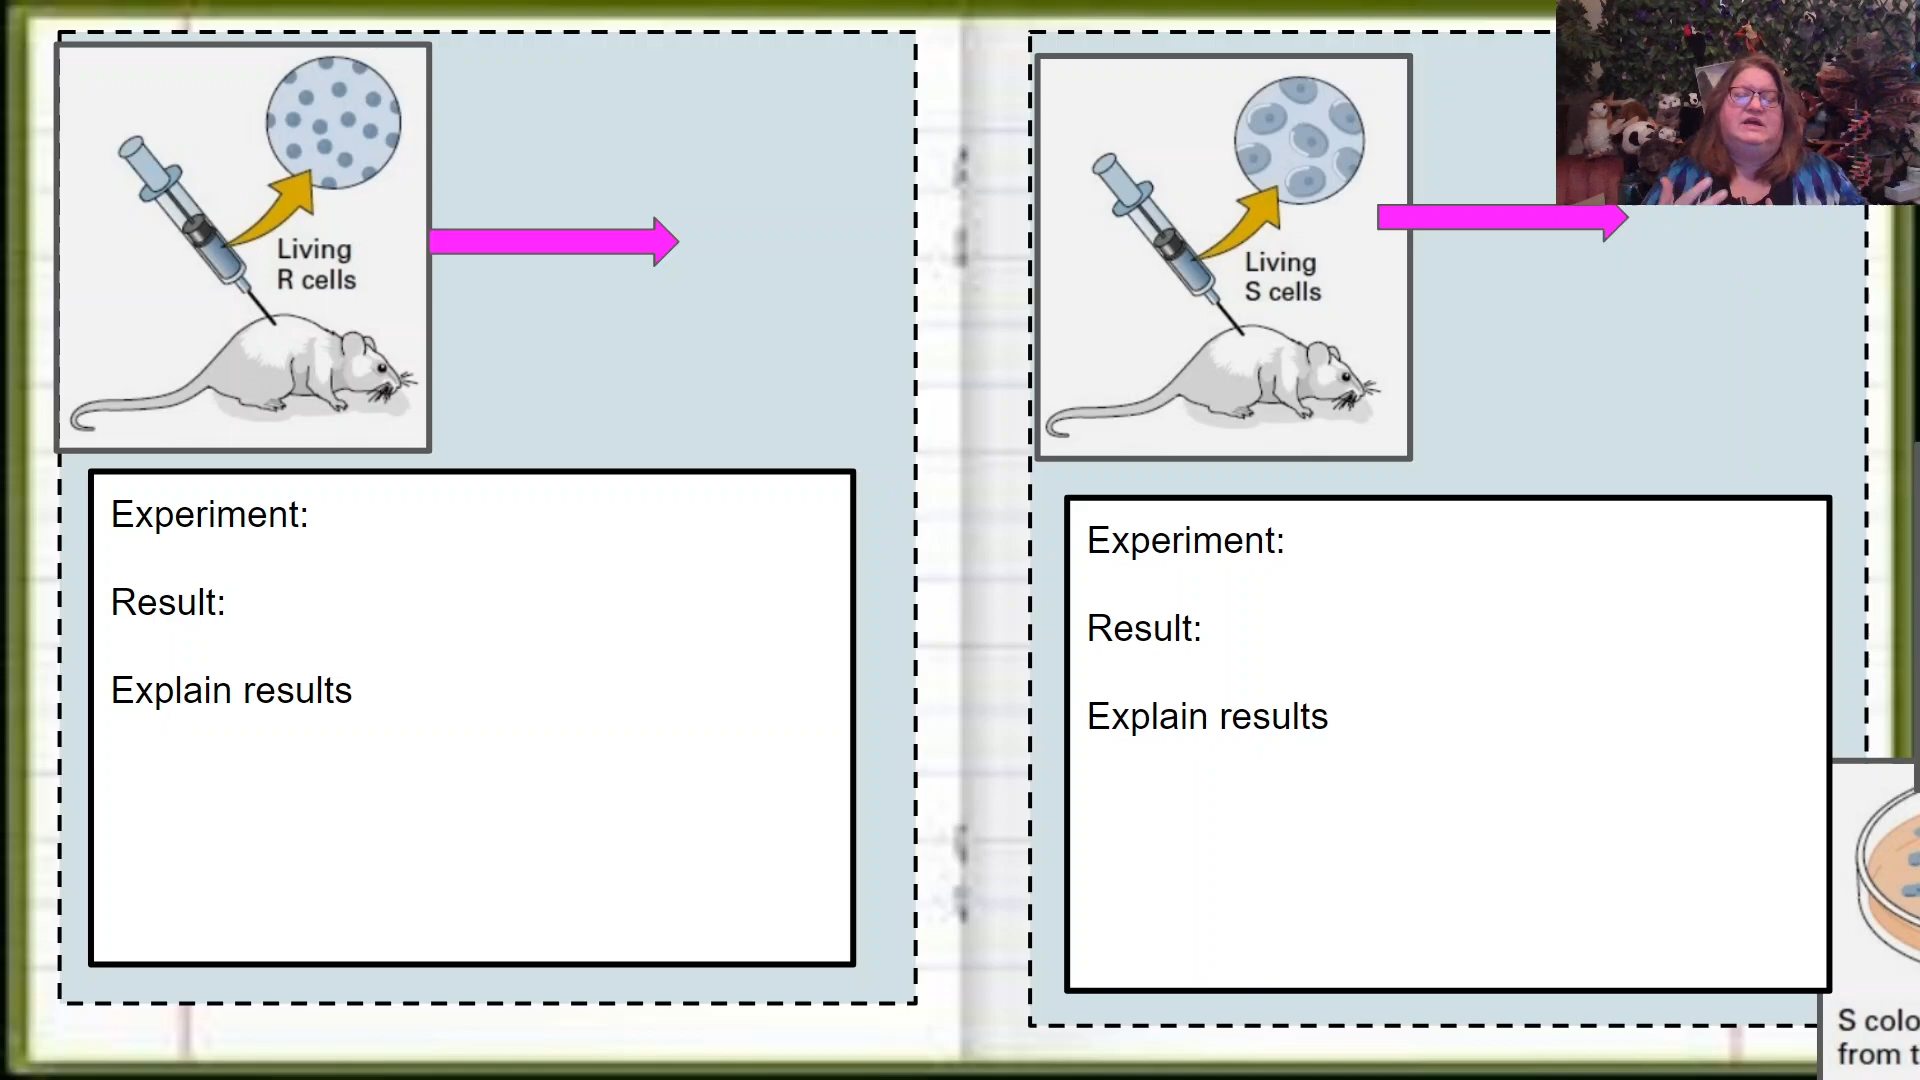 Living
R cells
Experiment:
Result:
Explain results
Living
S cells
Experiment:
Result:
Explain results
S colo
from t